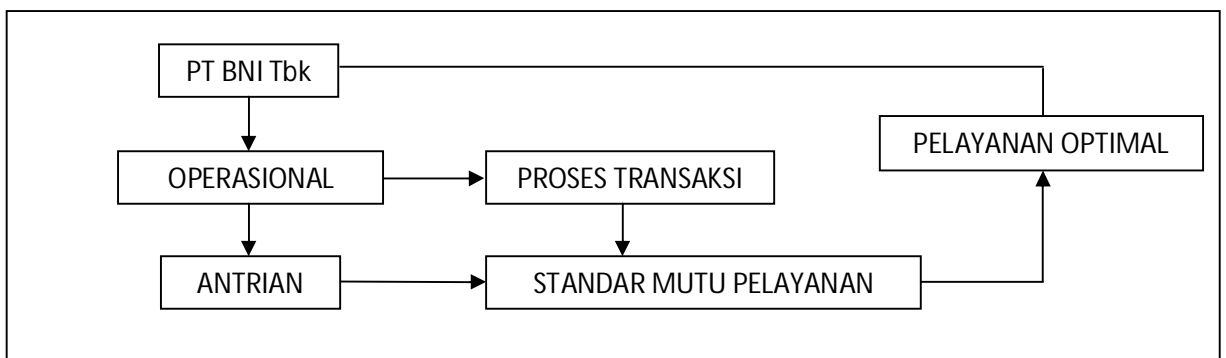 PT BNI Tbk
PELAYANAN OPTIMAL
OPERASIONAL
PROSES TRANSAKSI
ANTRIAN
STANDAR MUTU PELAYANAN